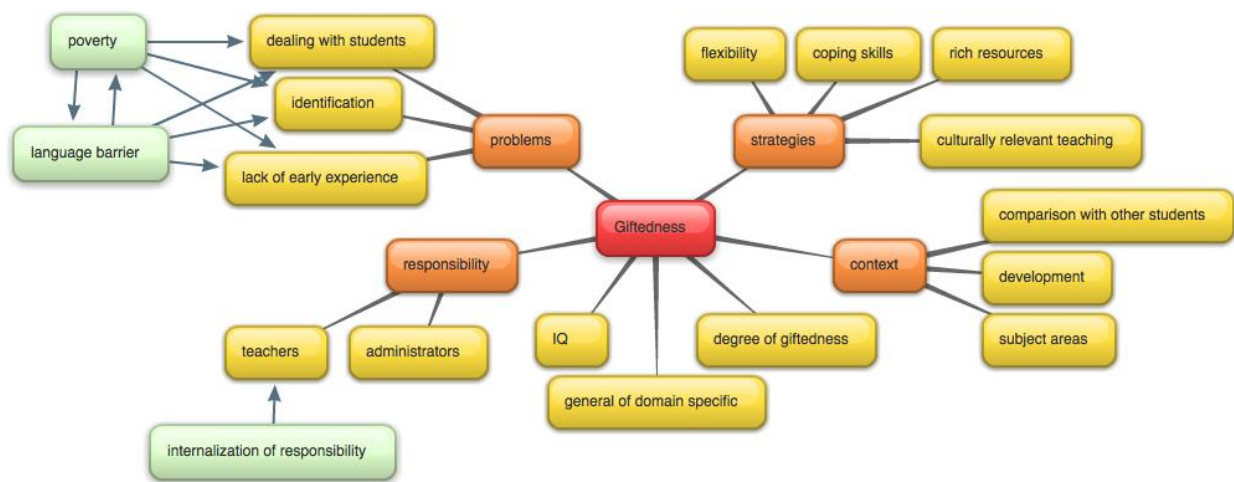 poverty
dealing with students
flexibility
coping skills
rich resources
identification
language barrier
problems
strategies
culturally relevant teaching
lack of early experience
comparison with other students
Giftedness
responsibility
context
development
teachers
administrators
IQ
degree of giftedness
subject areas
general of domain specific
internalization of responsibility